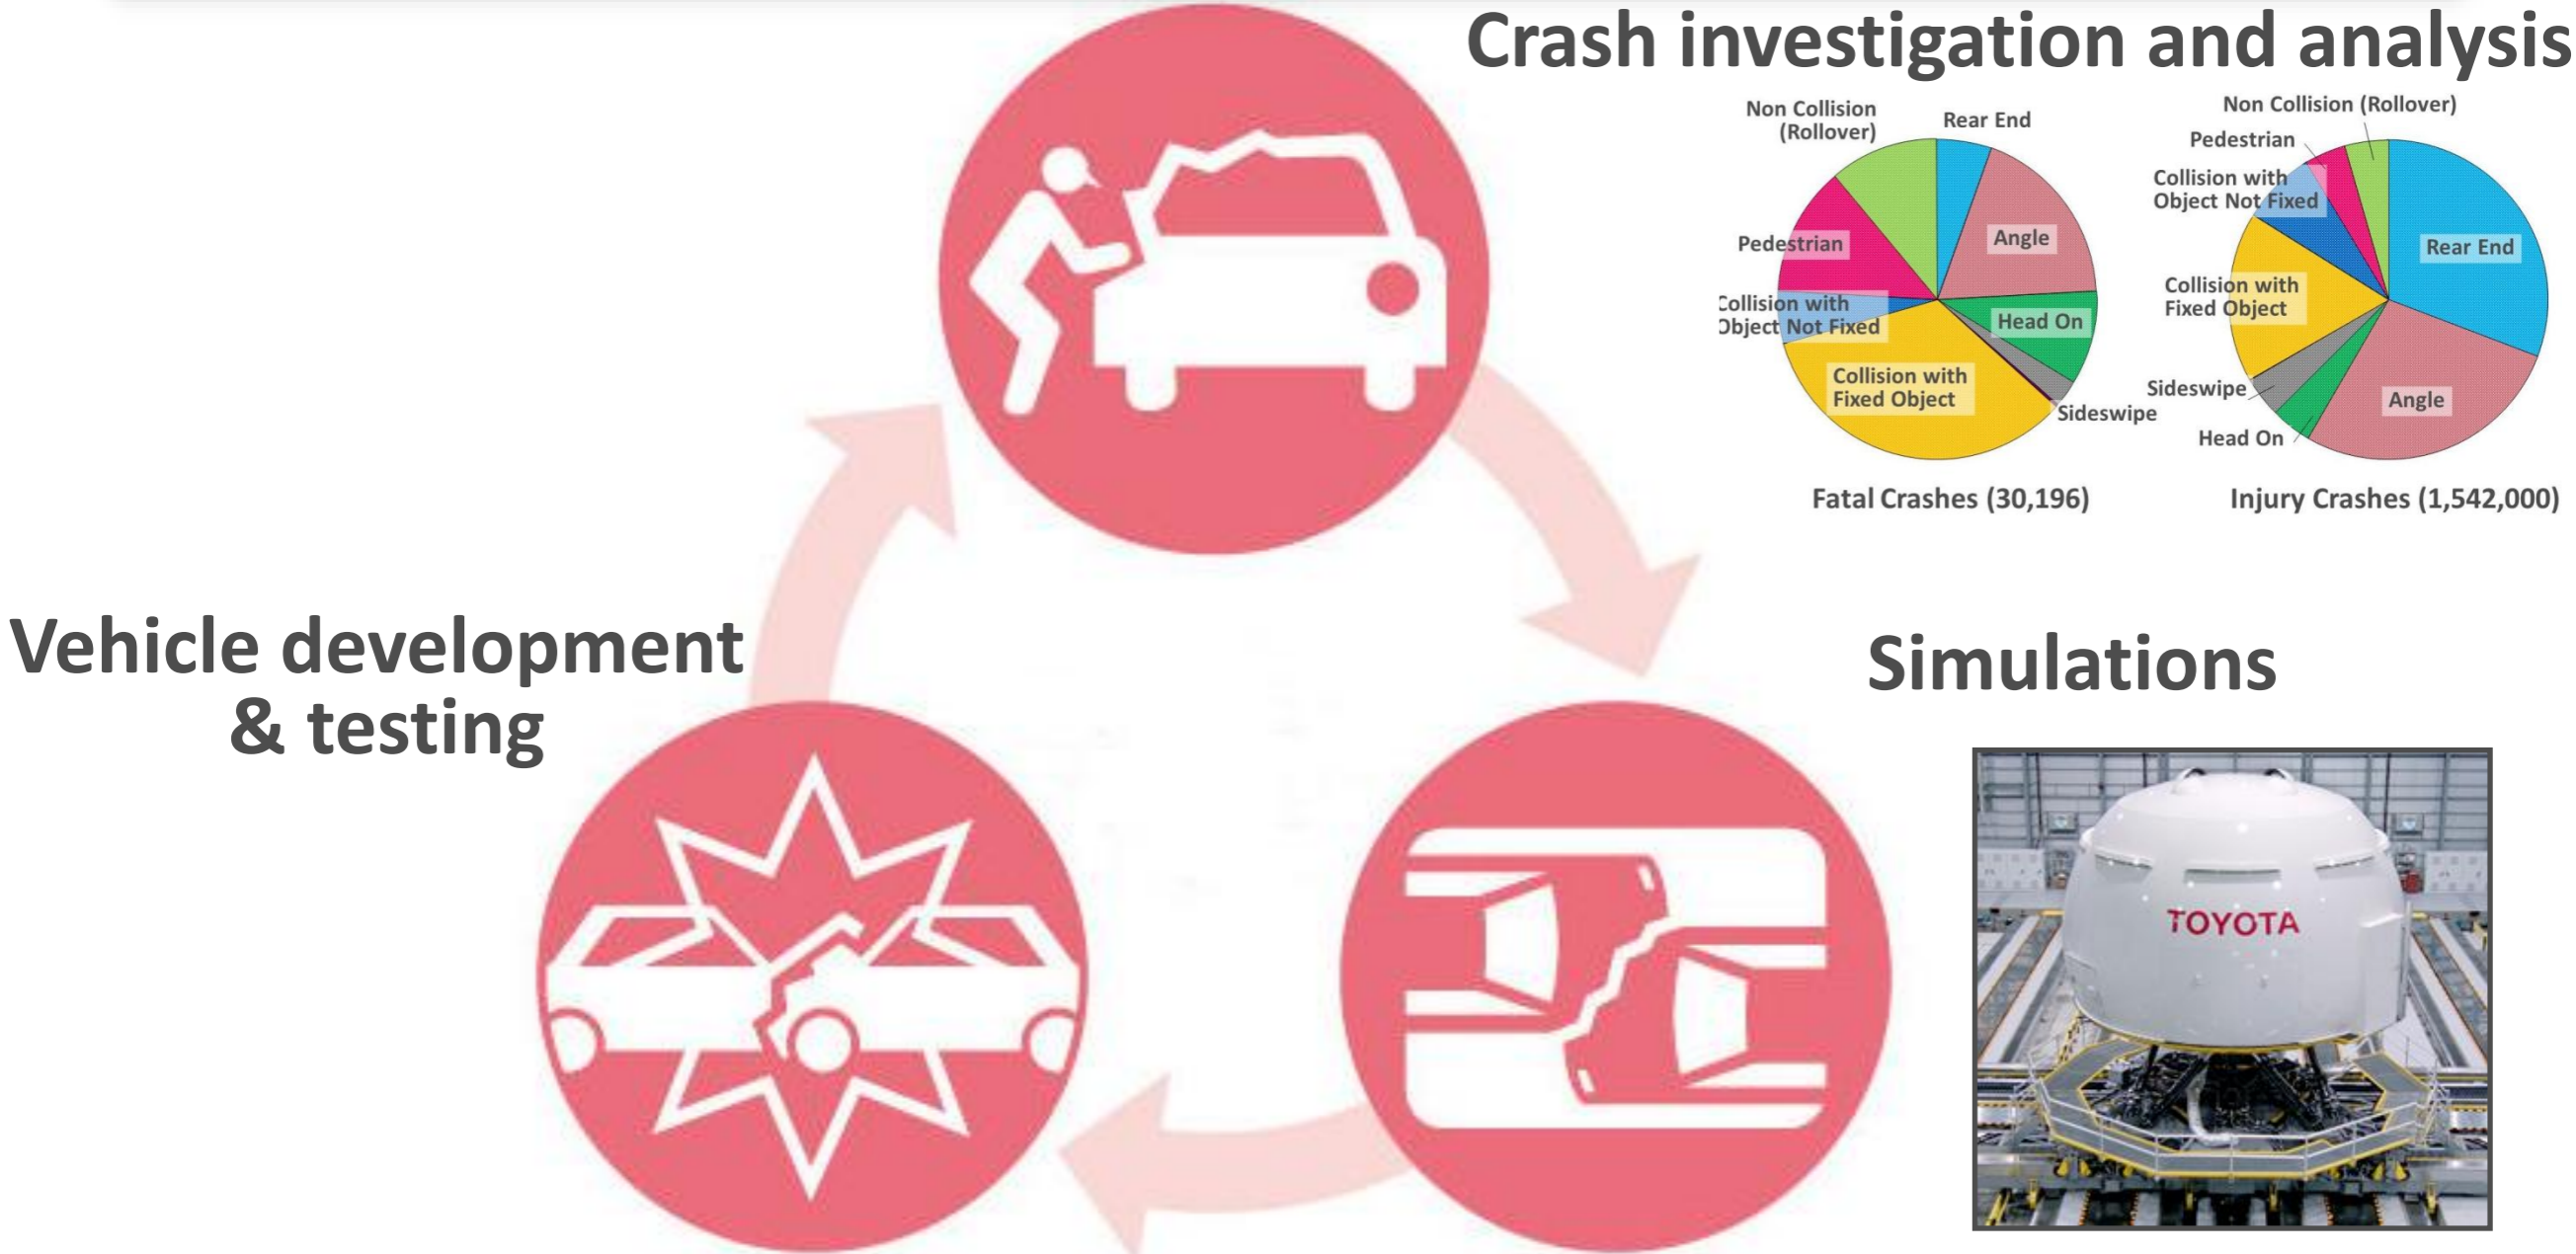 Crash investigation and analysis
Non Collision
(Rollover)
Rear End
Angle
Pedestrian
Collision with
Object Not Fixed
Head On
Collision with
Fixed Object
Sideswipe
Fatal Crashes (30,196)
Non Collision (Rollover)
Pedestrian
Collision with
Object Not Fixed
Rear End
Collision with
Fixed Object
Sideswipe
Angle
Head On
Injury Crashes (1,542,000)
Vehicle development
& testing
Simulations
TOYOTA